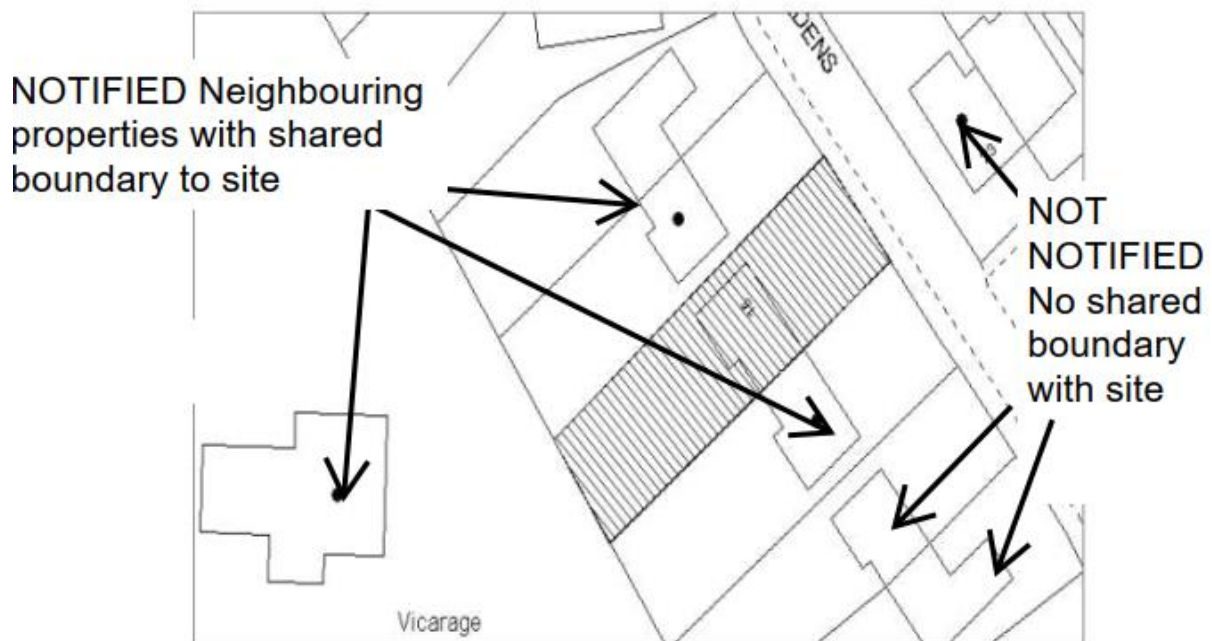 DENS
NOTIFIED Neighbouring
properties with shared
boundary to site
NOT
NOTIFIED
No shared
boundary
with site
Vicarage